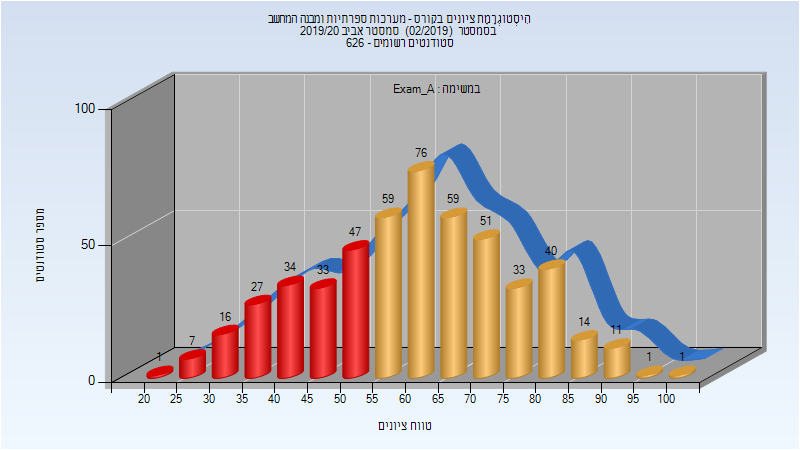 היסטוגרמת ציונים בקורס - מערכות ספרתיות ומבנה המחשב
בסמסטר (02/2019) סמסטר אביב 2019/20
סטודנטים רשומים - 626
במשימה : Exam_A
100
50
0
מספר סטודנטים
1 7 16 27 34 33 47 59 76 59 51 33 40 14 11 1 1
20 25 30 35 40 45 50 55 60 65 70 75 80 85 90 95 100
טווח ציונים